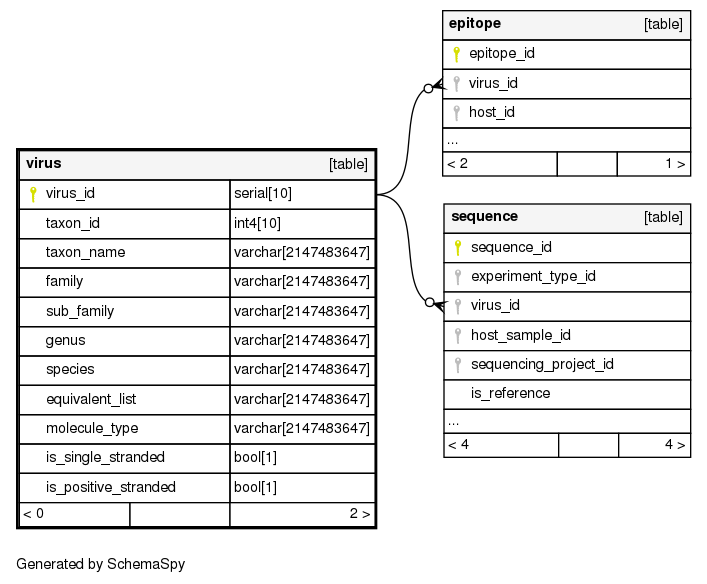 epitope [table]
epitope_id
virus_id
host_id
...
< 2 1 >
virus [table]
virus_id serial[10]
taxon_id int4[10]
taxon_name varchar[2147483647]
family varchar[2147483647]
sub_family varchar[2147483647]
genus varchar[2147483647]
species varchar[2147483647]
equivalent_list varchar[2147483647]
molecule_type varchar[2147483647]
is_single_stranded bool[1]
is_positive_stranded bool[1]
< 0 2 >
sequence [table]
sequence_id
experiment_type_id
virus_id
host_sample_id
sequencing_project_id
is_reference
...
< 4 4 >
Generated by SchemaSpy